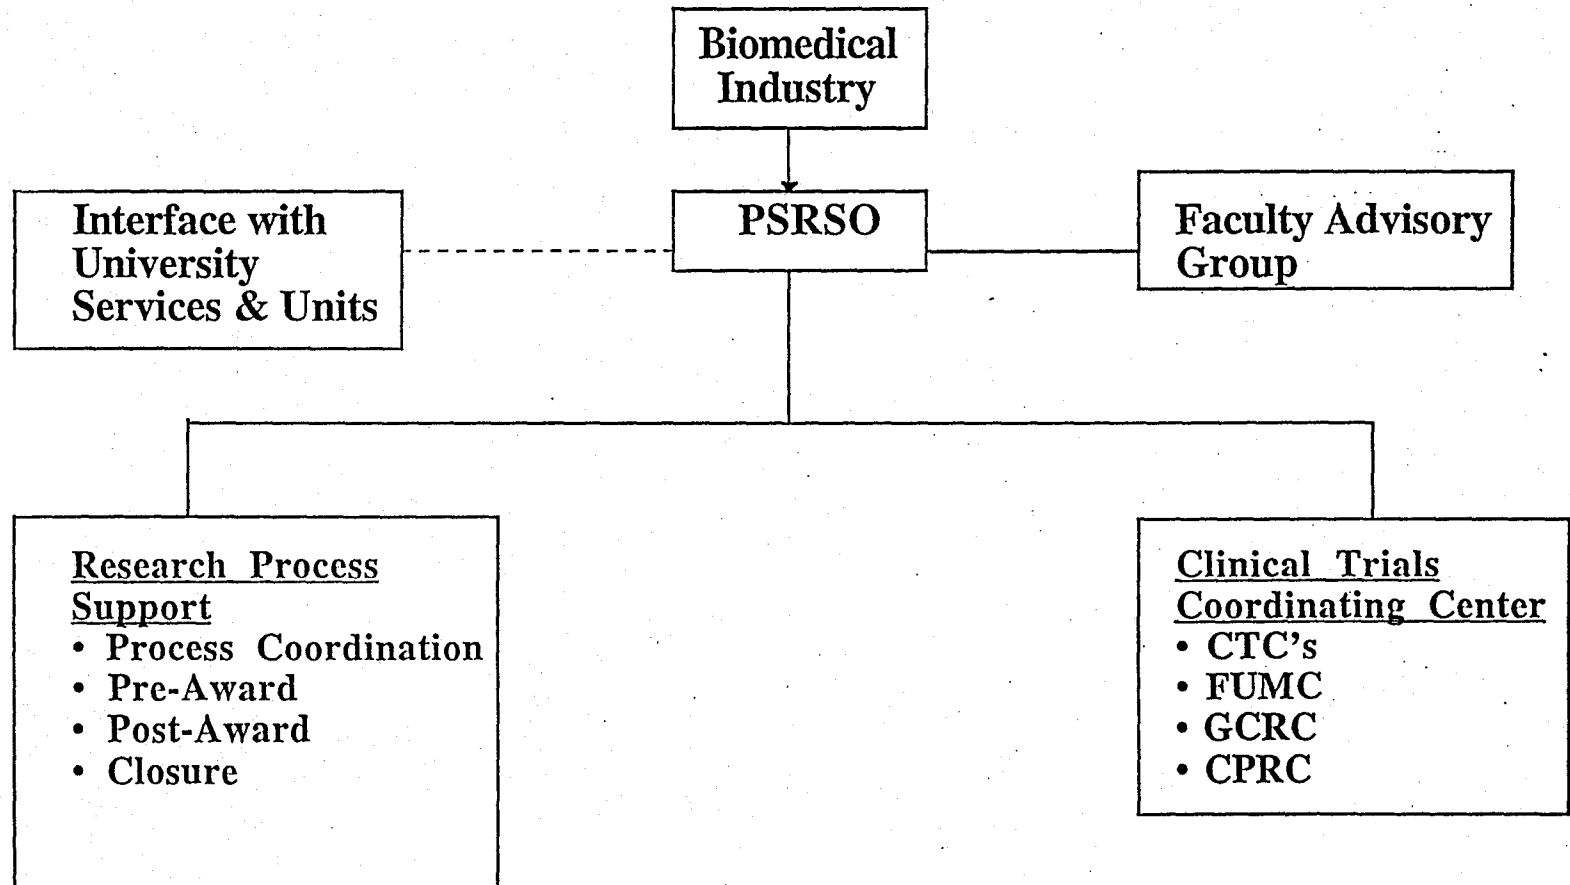 Biomedical
Industry
Interface with
University
Services & Units
PSRSO
Faculty Advisory
Group
Research Process
Support
• Process Coordination
• Pre-Award
• Post-Award
• Closure
Clinical Trials
Coordinating Center
• CTC's
• FUMC
• GCRC
• CPRC